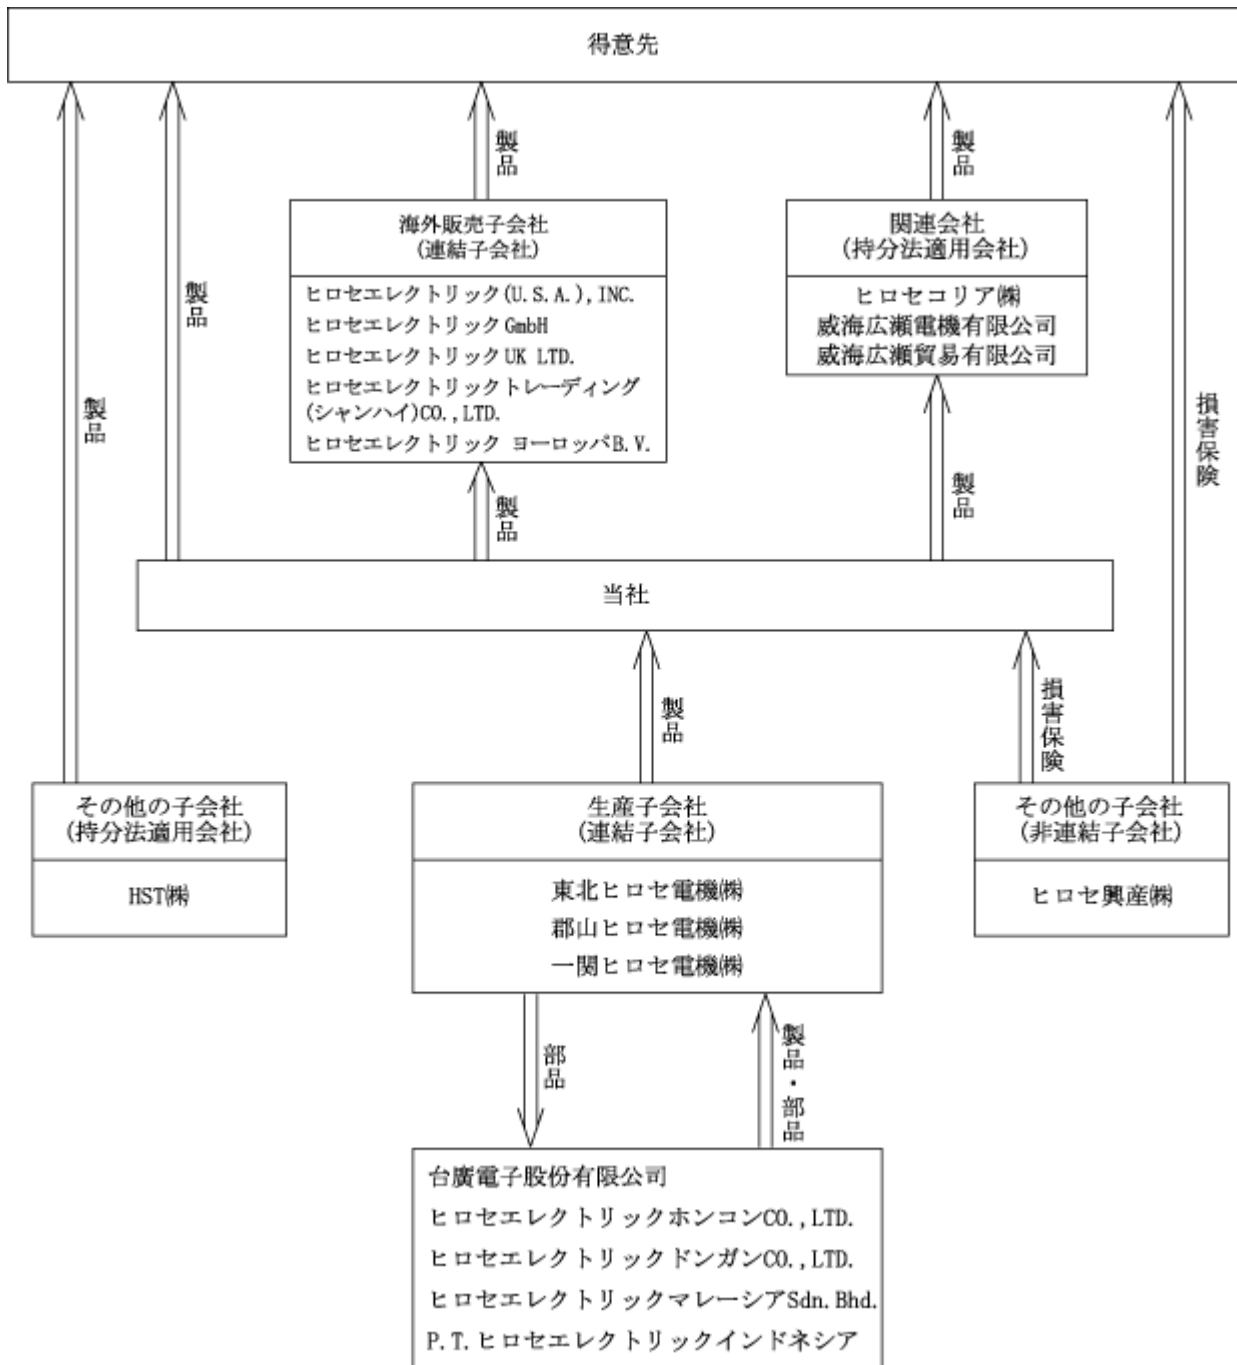 得意先
製品
製品
製品
製品
損害保険
海外販売子会社
(連結子会社)
ヒロセエレクトリック(U.S.A.),INC.
ヒロセエレクトリックGmbH
ヒロセエレクトリックUK LTD.
ヒロセエレクトリックトレーディング
(シャンハイ)CO.,LTD.
ヒロセエレクトリック ヨーロッパB.V.
関連会社
(持分法適用会社)
ヒロセコリア㈱
威海広瀬電機有限公司
威海広瀬貿易有限公司
製品
製品
当社
製品
損害保険
その他の子会社
(持分法適用会社)
HST㈱
生産子会社
(連結子会社)
東北ヒロセ電機㈱
郡山ヒロセ電機㈱
一関ヒロセ電機㈱
その他の子会社
(非連結子会社)
ヒロセ興産㈱
部品
製品・部品
台廣電子股份有限公司
ヒロセエレクトリックホンコンCO.,LTD.
ヒロセエレクトリックドンガンCO.,LTD.
ヒロセエレクトリックマレーシアSdn.Bhd.
P.T.ヒロセエレクトリックインドネシア